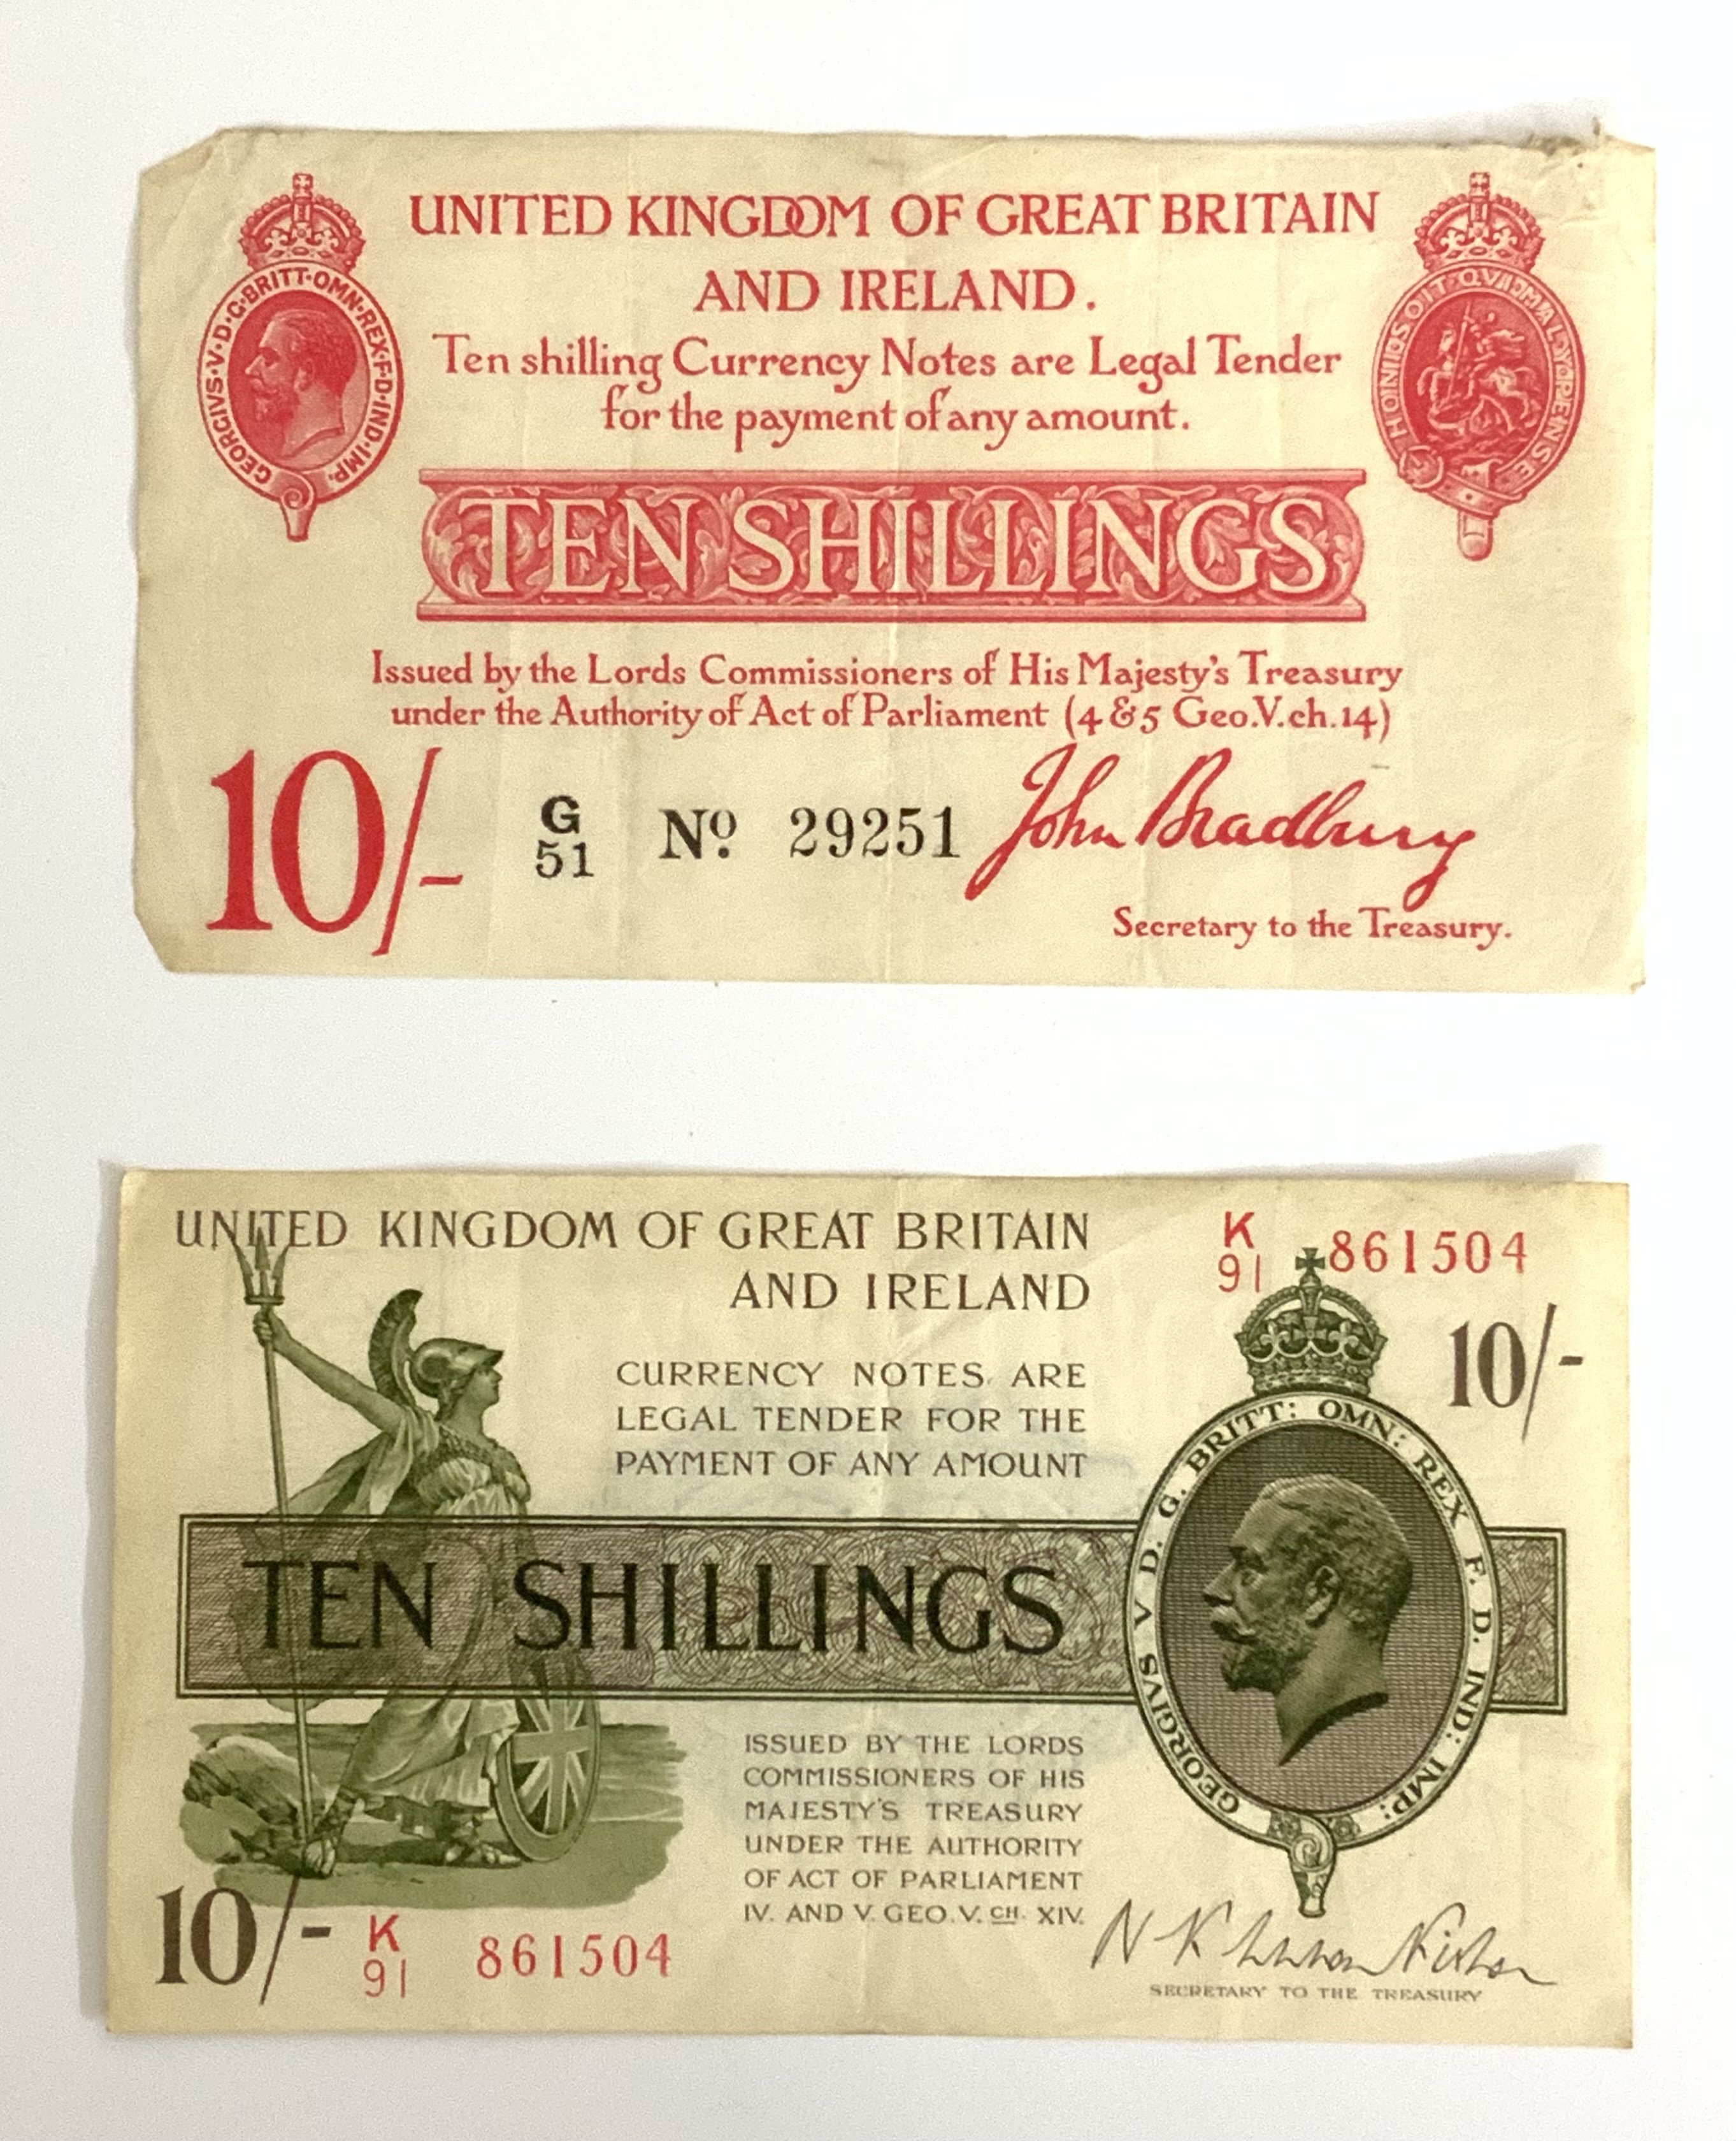 UNITED KINGDOM OF GREAT BRITAIN
AND IRELAND.
GEORGIVS·V·D·G·BRITT·OMN·REX·F·D·IND·IMP.
HONI SOIT QVI MAL Y PENSE
Ten shilling Currency Notes are Legal Tender
for the payment of any amount.
TEN SHILLINGS
Issued by the Lords Commissioners of His Majesty's Treasury
under the Authority of Act of Parliament (4 & 5 Geo.V.ch.14)
10/- G 51 Nº 29251 John Bradbury
Secretary to the Treasury.
UNITED KINGDOM OF GREAT BRITAIN
AND IRELAND
K 91 861504
10/-
CURRENCY NOTES ARE
LEGAL TENDER FOR THE
PAYMENT OF ANY AMOUNT
GEORGIVS V D. G. BRITT: OMN: REX F. D. IND: IMP:
TEN SHILLINGS
ISSUED BY THE LORDS
COMMISSIONERS OF HIS
MAJESTY'S TREASURY
UNDER THE AUTHORITY
OF ACT OF PARLIAMENT
IV. AND V. GEO. V. CH. XIV.
10/- K 91 861504
N K Warren Fisher
SECRETARY TO THE TREASURY